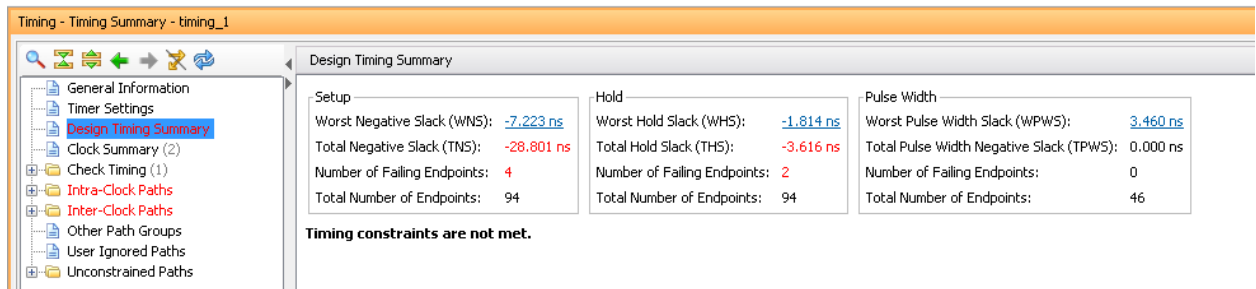 Timing - Timing Summary - timing_1
General Information
Timer Settings
Design Timing Summary
Clock Summary (2)
Check Timing (1)
Intra-Clock Paths
Inter-Clock Paths
Other Path Groups
User Ignored Paths
Unconstrained Paths
Design Timing Summary
Setup
Worst Negative Slack (WNS): -7.223 ns
Total Negative Slack (TNS): -28.801 ns
Number of Failing Endpoints: 4
Total Number of Endpoints: 94
Hold
Worst Hold Slack (WHS): -1.814 ns
Total Hold Slack (THS): -3.616 ns
Number of Failing Endpoints: 2
Total Number of Endpoints: 94
Pulse Width
Worst Pulse Width Slack (WPWS): 3.460 ns
Total Pulse Width Negative Slack (TPWS): 0.000 ns
Number of Failing Endpoints: 0
Total Number of Endpoints: 46
Timing constraints are not met.